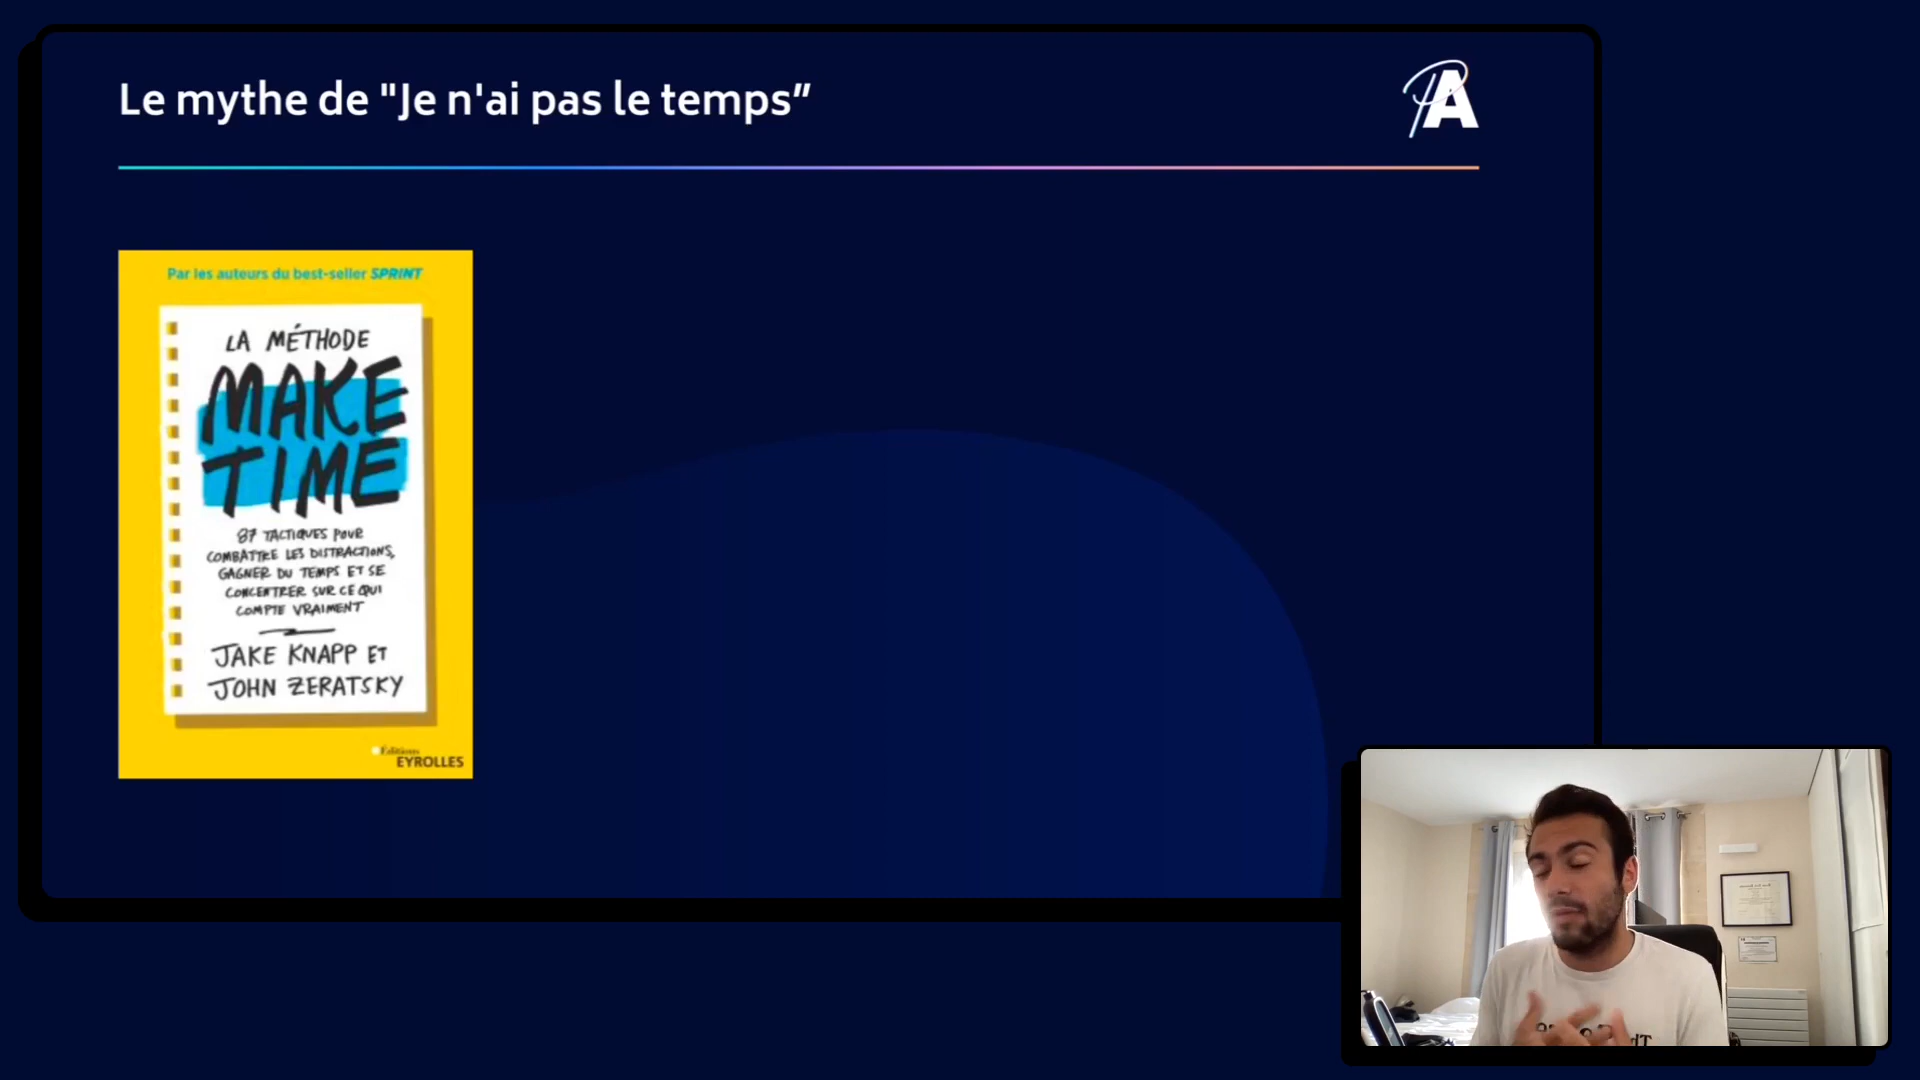 Le mythe de "Je n'ai pas le temps”
PA
Par les auteurs du best-seller SPRINT
LA MÉTHODE
MAKE
TIME
87 TACTIQUES POUR
COMBATTRE LES DISTRACTIONS,
GAGNER DU TEMPS ET SE
CONCENTRER SUR CE QUI
COMPTE VRAIMENT
JAKE KNAPP ET
JOHN ZERATSKY
Éditions
EYROLLES